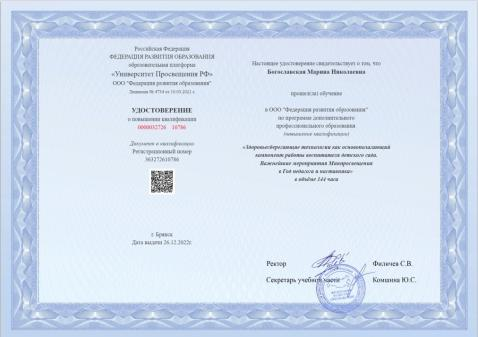 Российская Федерация
ФЕДЕРАЦИЯ РАЗВИТИЯ ОБРАЗОВАНИЯ
образовательная платформа
«Университет Просвещения РФ»
ООО "Федерация развития образования"
Лицензия № 4734 от 10.03.2021 г.
УДОСТОВЕРЕНИЕ
о повышении квалификации
0000032726 10786
Документ о квалификации
Регистрационный номер
363272610786
г. Брянск
Дата выдачи 26.12.2022г.
Настоящее удостоверение свидетельствует о том, что
Богославская Марина Николаевна
прошел(ла) обучение
в ООО "Федерация развития образования"
по программе дополнительного
профессионального образования
(повышение квалификации)
«Здоровьесберегающие технологии как основополагающий
компонент работы воспитателя детского сада.
Важнейшие мероприятия Минпросвещения
в Год педагога и наставника»
в объёме 144 часа
Ректор Филичев С.В.
Секретарь учебной части Комшина Ю.С.